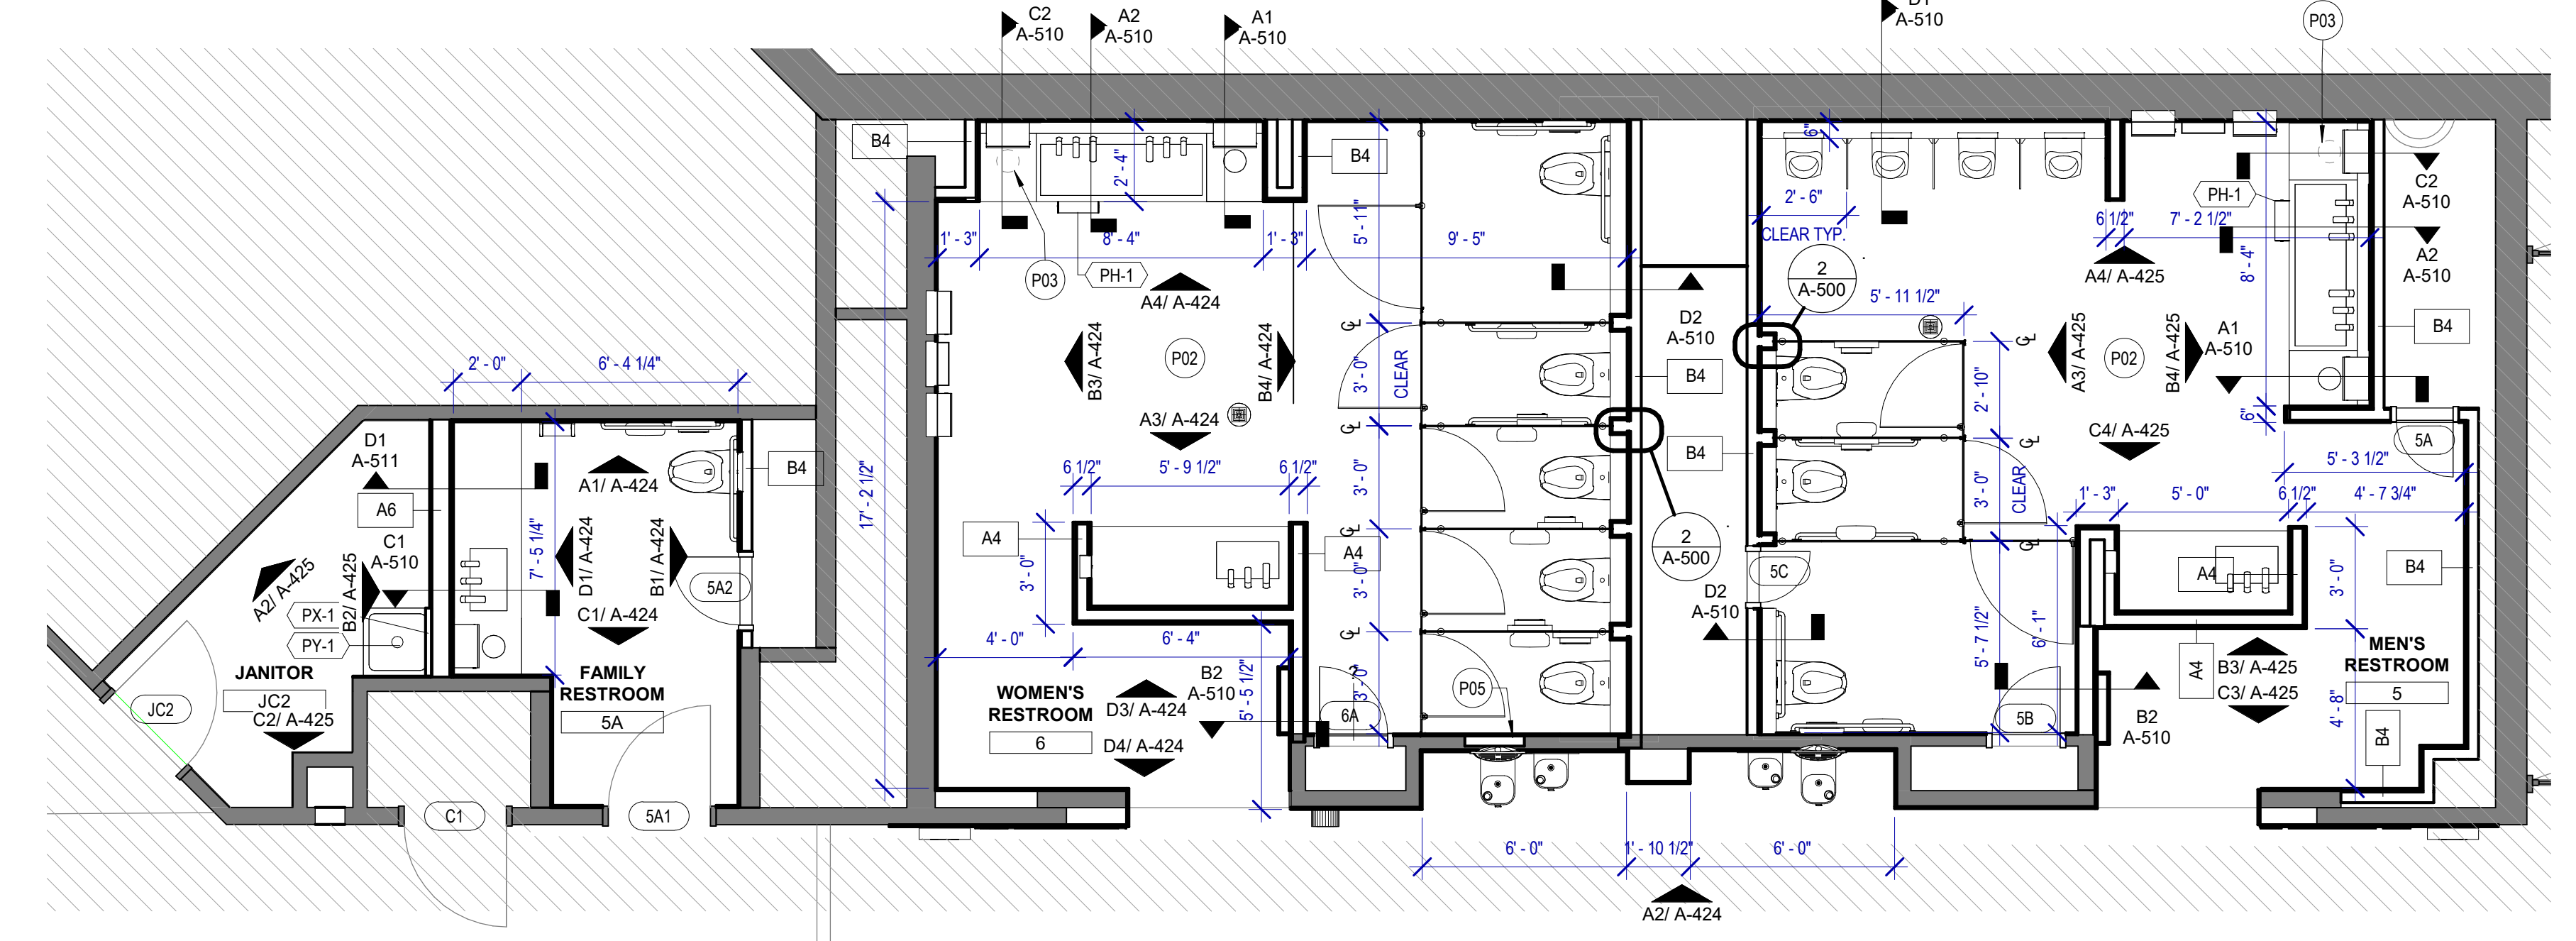 C2
A-510
A2
A-510
A1
A-510
D1
A-510
P03
B4
2' - 4"
B4
5' - 11"
6"
2' - 6"
CLEAR TYP.
PH-1
C2
A-510
6 1/2"
7' - 2 1/2"
1' - 3"
8' - 4"
1' - 3"
9' - 5"
P03
PH-1
A4/ A-424
2
A-500
A4/ A-425
8' - 4"
A2
A-510
5' - 11 1/2"
D2
A-510
B3/ A-424
P02
B4/ A-424
CL
3' - 0"
CLEAR
B4
CL
A3/ A-425
P02
B4/ A-425
A1
A-510
B4
2' - 0"
6' - 4 1/4"
A3/ A-424
2' - 10"
6"
D1
A-511
CL
B4
CL
C4/ A-425
5A
5' - 3 1/2"
A1/ A-424
B4
17' - 2 1/2"
6 1/2"
5' - 9 1/2"
6 1/2"
3' - 0"
3' - 0"
CLEAR
1' - 3"
5' - 0"
6 1/2"
4' - 7 3/4"
A6
C1
A-510
7' - 5 1/4"
D1/ A-424
B1/ A-424
A4
CL
A4
2
A-500
CL
A2/ A-425
B2/ A-425
5A2
3' - 0"
3' - 0"
5C
A4
3' - 0"
B4
PX-1
C1/ A-424
D2
A-510
PY-1
4' - 0"
6' - 4"
CL
5' - 7 1/2"
6' - 1"
JANITOR
JC2
C2/ A-425
FAMILY
RESTROOM
5A
WOMEN'S
RESTROOM
6
B2
A-510
D3/ A-424
D4/ A-424
5' - 5 1/2"
3' - 0"
P05
A4
B3/ A-425
C3/ A-425
MEN'S
RESTROOM
5
JC2
6A
5B
B2
A-510
4' - 8"
B4
C1
5A1
6' - 0"
1' - 10 1/2"
6' - 0"
A2/ A-424